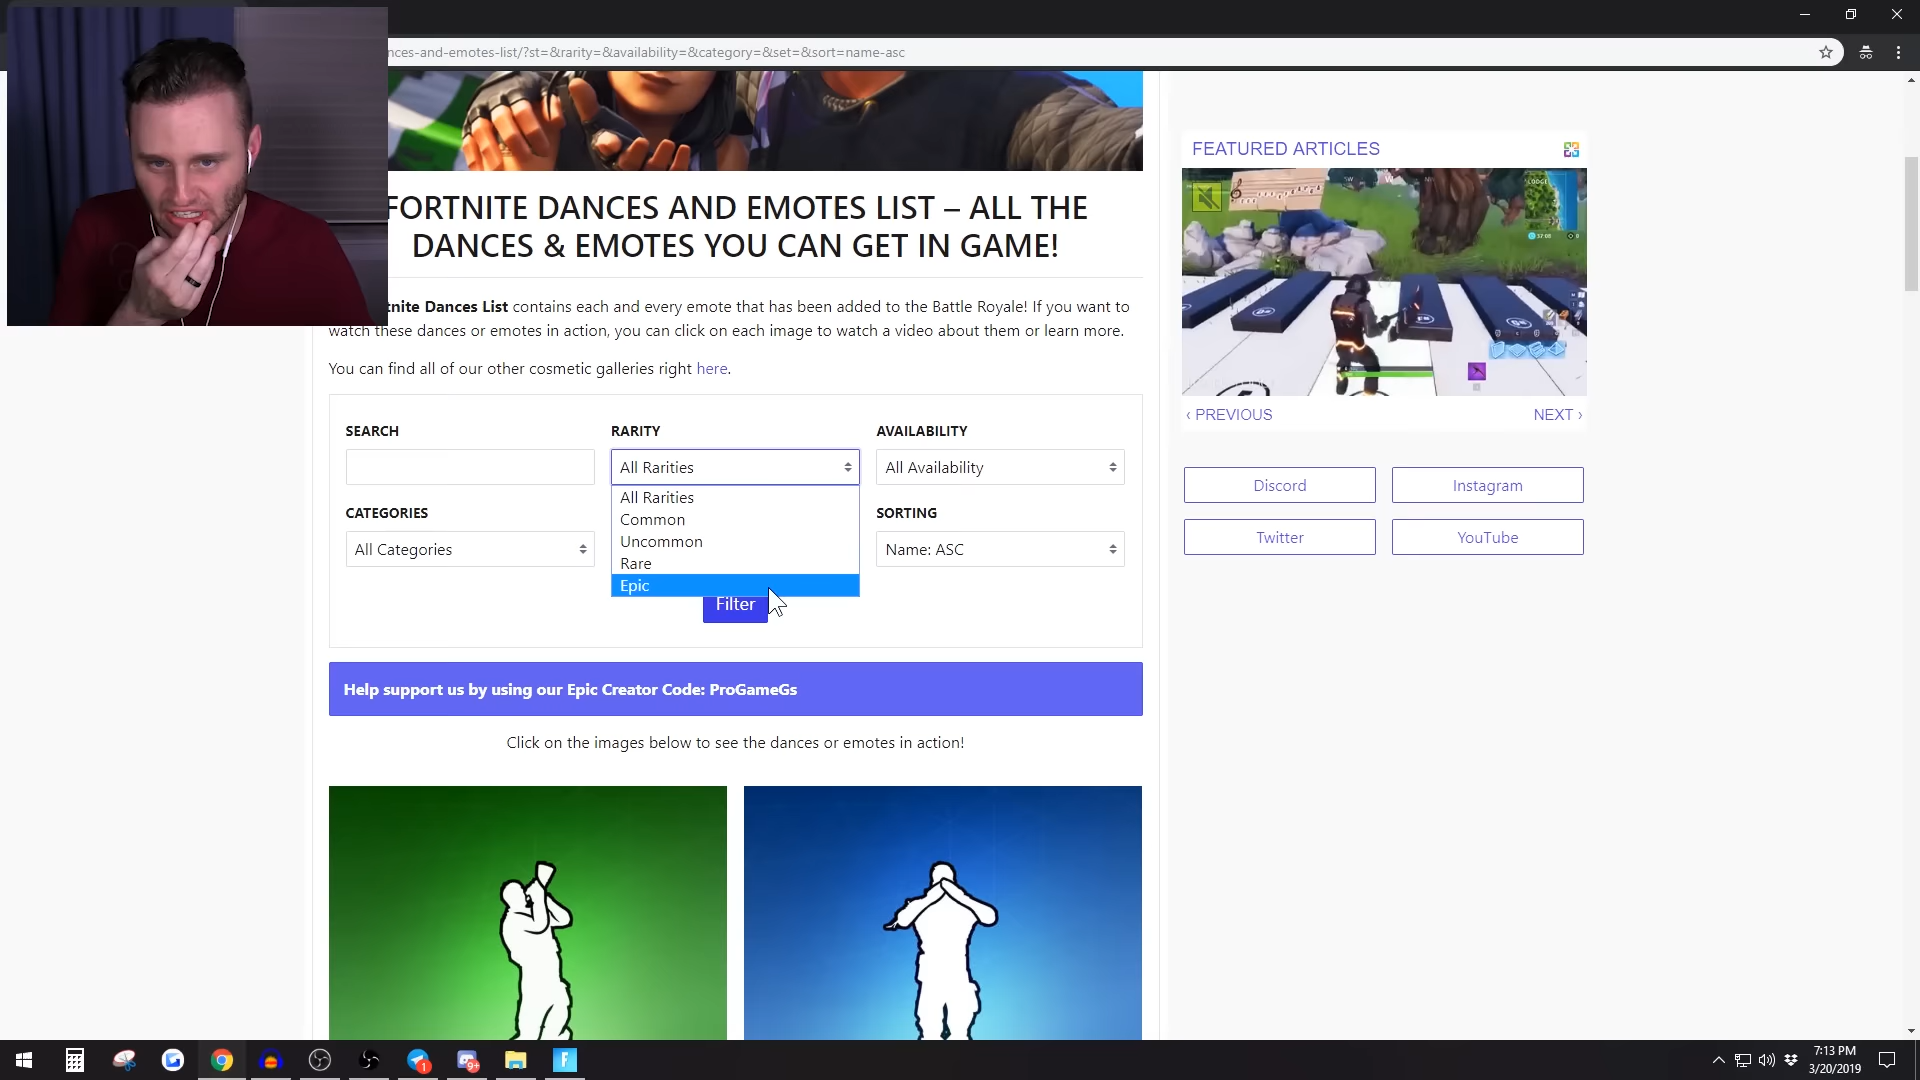 nces-and-emotes-list/?st=&rarity=&availability=&category=&set=&sort=name-asc
FORTNITE DANCES AND EMOTES LIST – ALL THE
DANCES & EMOTES YOU CAN GET IN GAME!
tnite Dances List contains each and every emote that has been added to the Battle Royale! If you want to
watch these dances or emotes in action, you can click on each image to watch a video about them or learn more.
You can find all of our other cosmetic galleries right here.
SEARCH
RARITY
AVAILABILITY
All Rarities
All Availability
All Rarities
Common
Uncommon
Rare
Epic
CATEGORIES
SORTING
All Categories
Name: ASC
Filter
Help support us by using our Epic Creator Code: ProGameGs
Click on the images below to see the dances or emotes in action!
FEATURED ARTICLES
LODGE
‹ PREVIOUS
NEXT ›
Discord
Instagram
Twitter
YouTube
1
9+
F
7:13 PM
3/20/2019